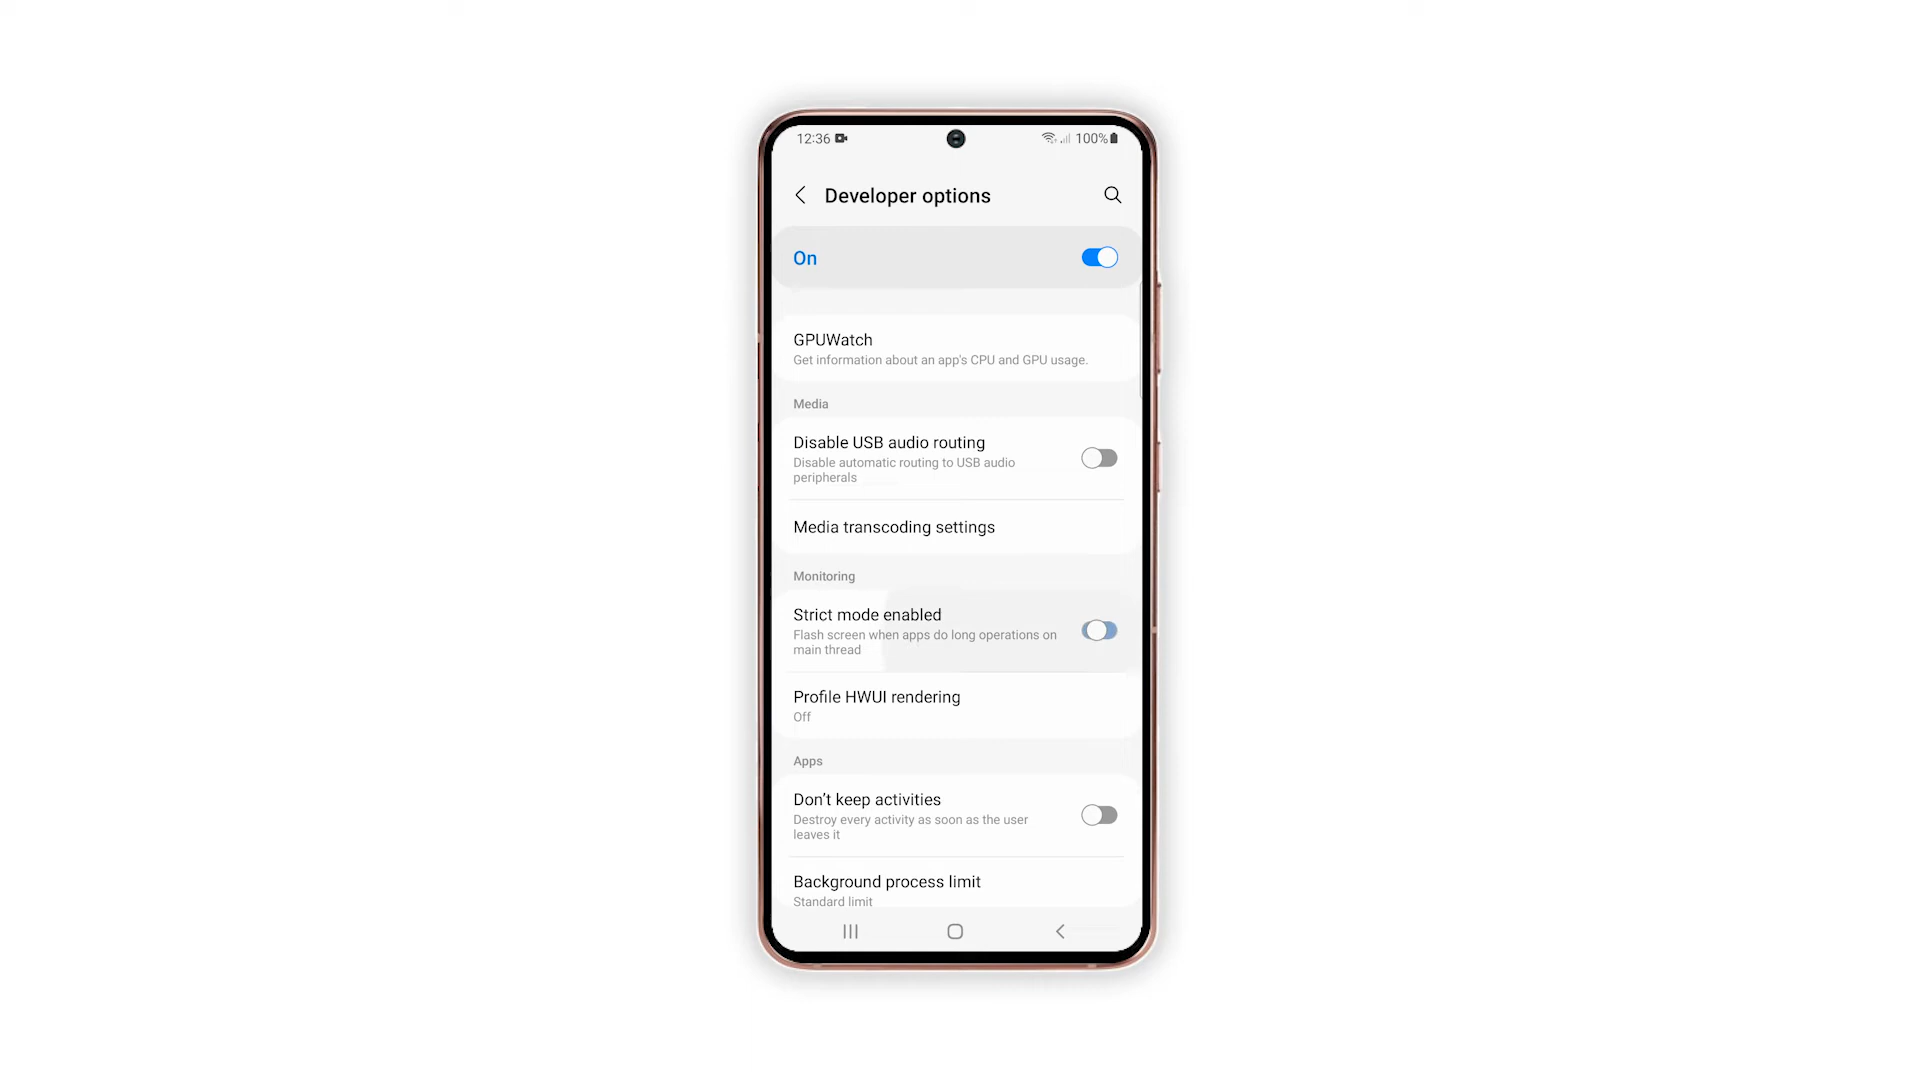 12:36
100%
Developer options
On
GPUWatch
Get information about an app's CPU and GPU usage.
Media
Disable USB audio routing
Disable automatic routing to USB audio
peripherals
Media transcoding settings
Monitoring
Strict mode enabled
Flash screen when apps do long operations on
main thread
Profile HWUI rendering
Off
Apps
Don’t keep activities
Destroy every activity as soon as the user
leaves it
Background process limit
Standard limit